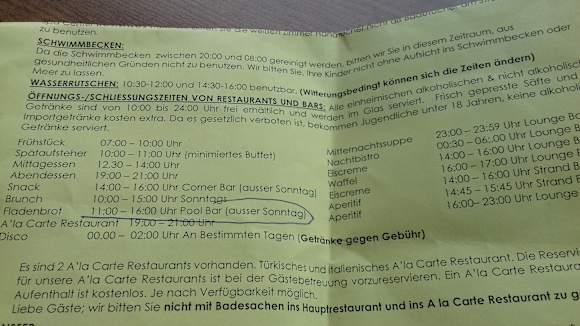 zu benutzen.
SCHWIMMBECKEN:
Da die Schwimmbecken zwischen 20:00 und 08:00 gereinigt werden, bitten wir Sie in diesem Zeitraum, aus
gesundheitlichen Gründen nicht zu benutzen. Wir bitten Sie, Ihre Kinder nicht ohne Aufsicht ins Schwimmbecken oder
Meer zu lassen.
WASSERRUTSCHEN: 10:30-12:00 und 14:30-16:00 benutzbar. (Witterungsbedingt können sich die Zeiten ändern)
ÖFFNUNGS-/SCHLIESSUNGSZEITEN VON RESTAURANTS UND BARS: Alle einheimischen alkoholischen & nicht alkoholisch
Getränke sind von 10:00 bis 24:00 Uhr frei erhältlich und werden im Glas serviert. Frisch gepresste Säfte und
Importgetränke kosten extra. Da es gesetzlich verboten ist, bekommen Jugendliche unter 18 Jahren, keine alkoho
Getränke serviert.
Frühstück 07:00 – 10:00 Uhr
Spätaufsteher 10:00 – 11:00 Uhr (minimiertes Buffet)
Mittagessen 12.30 – 14:00 Uhr
Abendessen 19:00 – 21:00 Uhr
Snack 14:00 – 16:00 Uhr Corner Bar (ausser Sonntag)
Brunch 10:00 – 15:00 Uhr Sonntags
Fladenbrot 11:00 – 16:00 Uhr Pool Bar (ausser Sonntag)
A'la Carte Restaurant 19:00 – 21:00 Uhr
Disco 00.00 – 02:00 Uhr An Bestimmten Tagen (Getränke gegen Gebühr)
Mitternachtssuppe 23:00 – 23:59 Uhr Lounge Ba
Nachtbistro 00:30 – 06:.00 Uhr Lounge
Eiscreme 14:00 – 16:00 Uhr Lounge B
Waffel 16:00 – 17:00 Uhr Lounge
Eiscreme 14:00 – 16:00 Uhr Strand B
Aperitif 14:45 – 15:45 Uhr Strand B
Aperitif 16:00 – 23:00 Uhr Lounge
Es sind 2 A'la Carte Restaurants vorhanden. Türkisches und italienisches A'la Carte Restaurant. Die Reservi
für unsere A'la Carte Restaurants ist bei der Gästebetreuung vorzureservieren. Ein A'la Carte Restaura
Aufenthalt ist kostenlos. Je nach Verfügbarkeit möglich.
Liebe Gäste; wir bitten Sie nicht mit Badesachen ins Hauptrestaurant und ins A la Carte Restaurant zu g